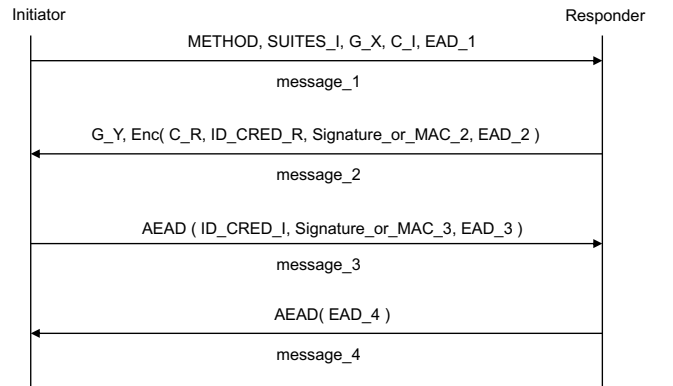 Initiator Responder
METHOD, SUITES_I, G_X, C_I, EAD_1
message_1
G_Y, Enc( C_R, ID_CRED_R, Signature_or_MAC_2, EAD_2 )
message_2
AEAD ( ID_CRED_I, Signature_or_MAC_3, EAD_3 )
message_3
AEAD( EAD_4 )
message_4